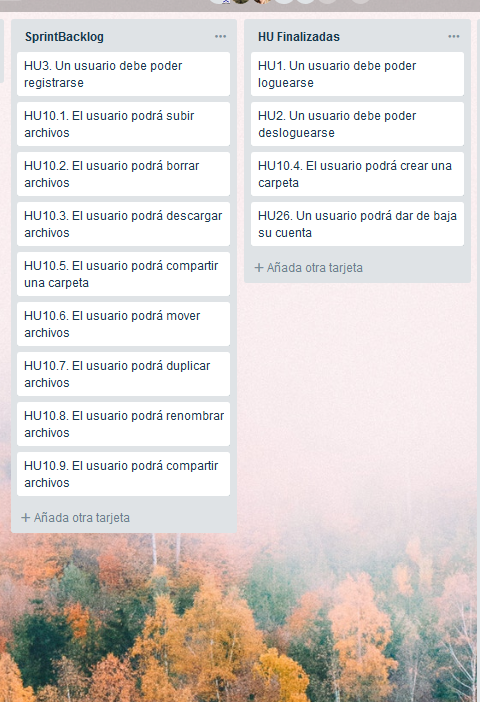 SprintBacklog
HU3. Un usuario debe poder
registrarse
HU10.1. El usuario podrá subir
archivos
HU10.2. El usuario podrá borrar
archivos
HU10.3. El usuario podrá descargar
archivos
HU10.5. El usuario podrá compartir
una carpeta
HU10.6. El usuario podrá mover
archivos
HU10.7. El usuario podrá duplicar
archivos
HU10.8. El usuario podrá renombrar
archivos
HU10.9. El usuario podrá compartir
archivos
+ Añada otra tarjeta
HU Finalizadas
HU1. Un usuario debe poder
loguearse
HU2. Un usuario debe poder
desloguearse
HU10.4. El usuario podrá crear una
carpeta
HU26. Un usuario podrá dar de baja
su cuenta
+ Añada otra tarjeta